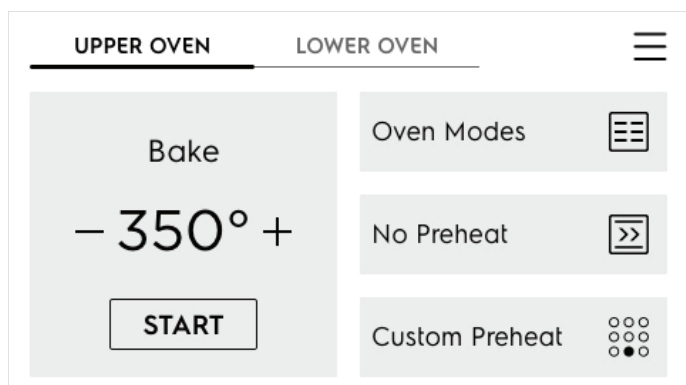 UPPER OVEN
LOWER OVEN
Bake
− 350° +
START
Oven Modes
No Preheat
Custom Preheat